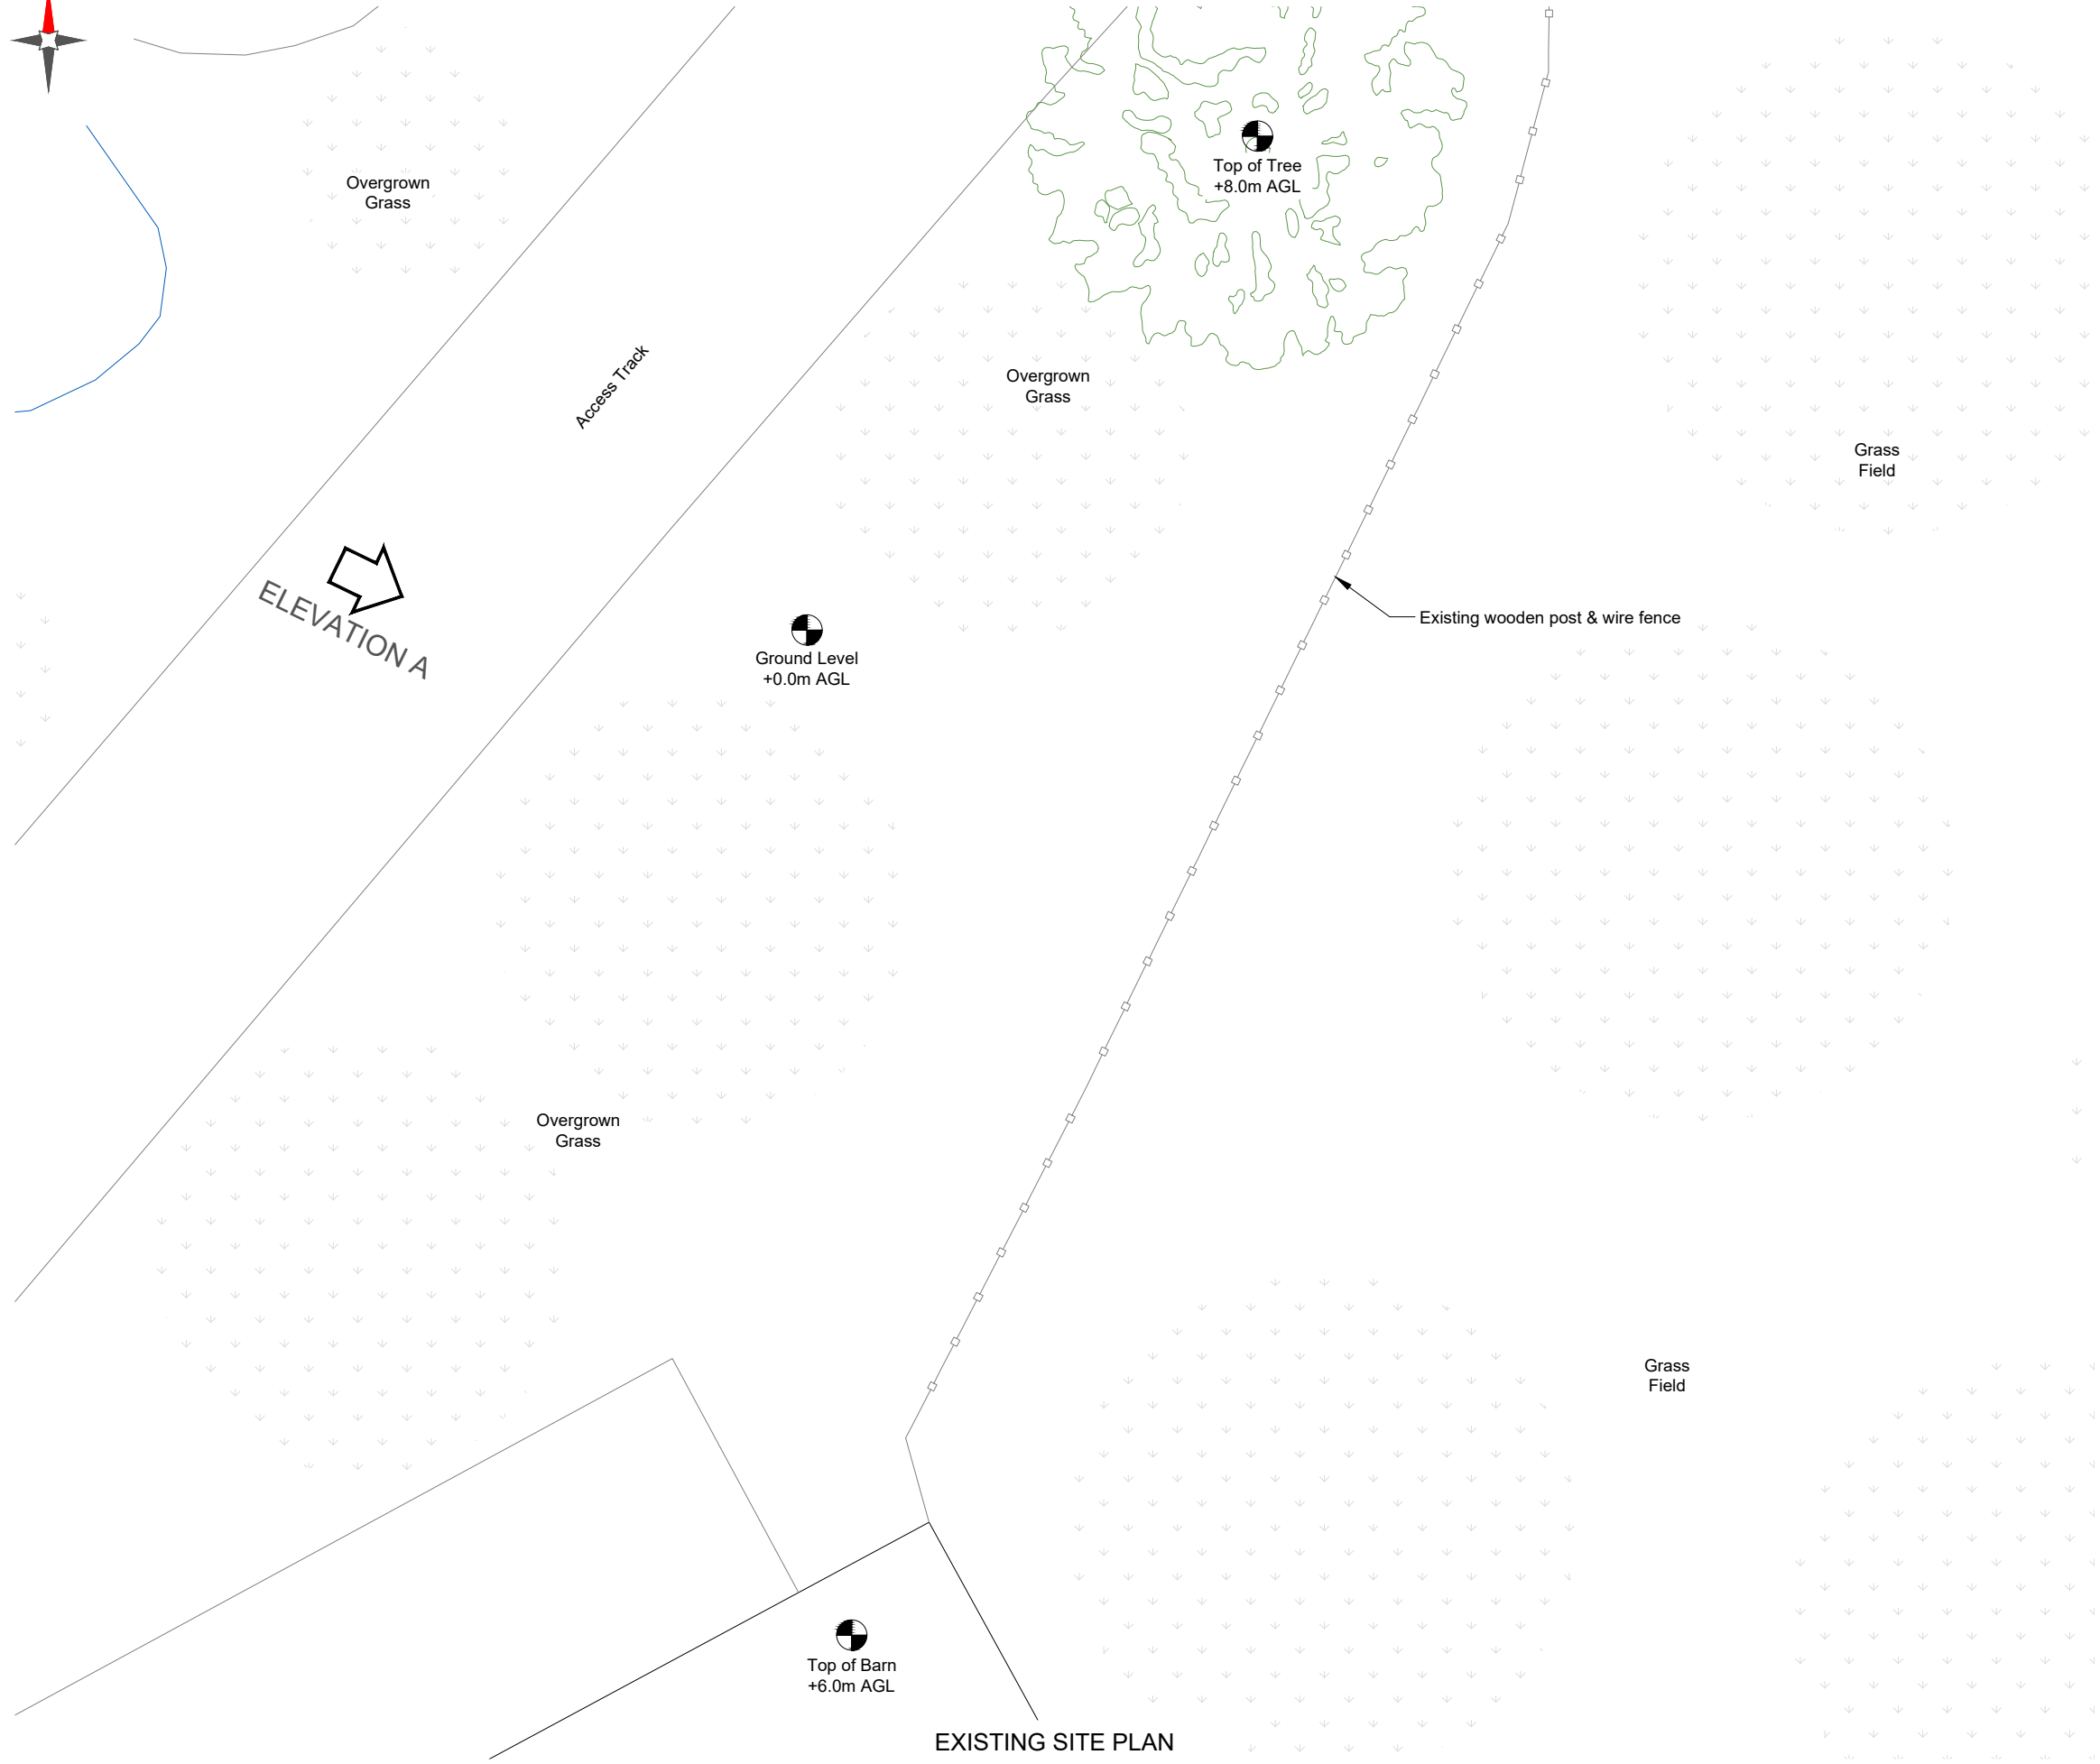 Top of Tree
+8.0m AGL
Overgrown
Grass
Access Track
Overgrown
Grass
Grass
Field
ELEVATION A
Existing wooden post & wire fence
Ground Level
+0.0m AGL
Overgrown
Grass
Grass
Field
Top of Barn
+6.0m AGL
EXISTING SITE PLAN